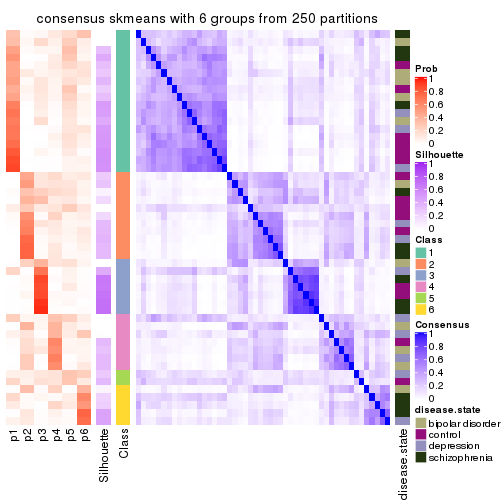 consensus skmeans with 6 groups from 250 partitions
Prob
1
0.8
0.6
0.4
0.2
0
Silhouette
1
0.8
0.6
0.4
0.2
0
Class
1
2
3
4
5
6
Consensus
1
0.8
0.6
0.4
0.2
0
disease.state
bipolar disorder
control
depression
schizophrenia
p1
p2
p3
p4
p5
p6
Silhouette
Class
disease.state